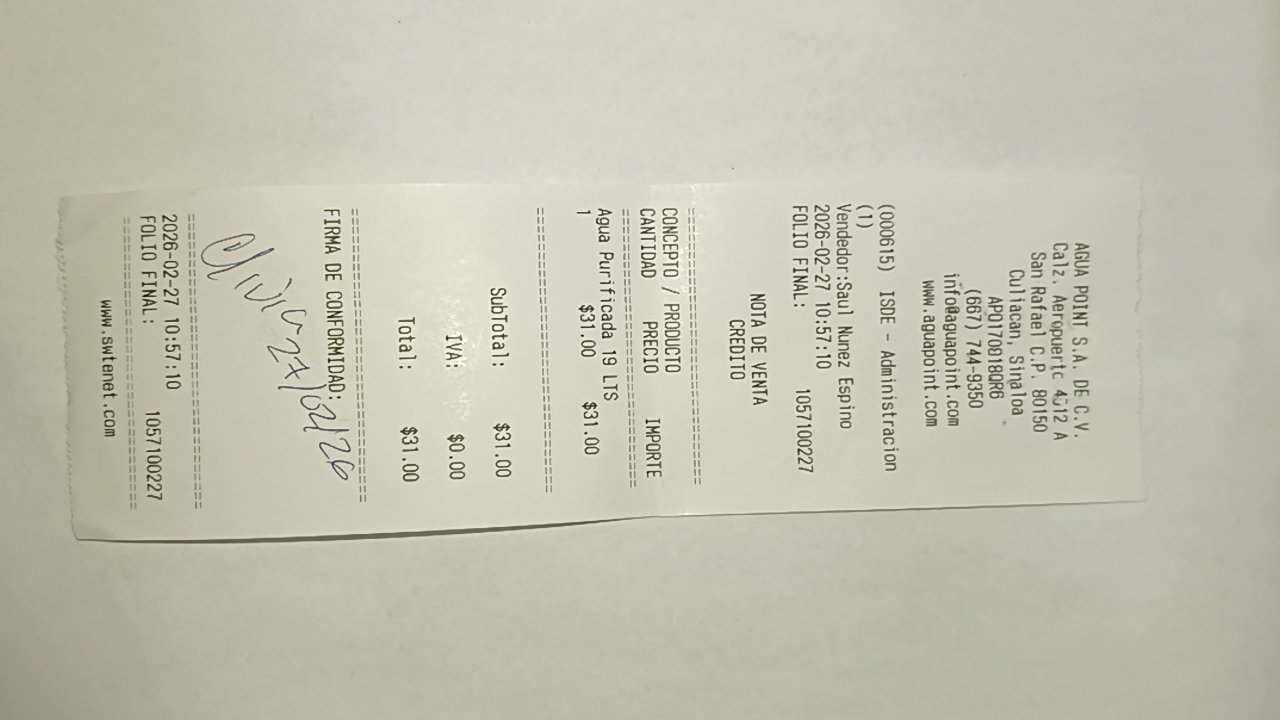 AGUA POINT S.A. DE C.V.
Calz. Aeropuerto 4012 A
San Rafael C.P. 80150
Culiacan, Sinaloa
APO170818QR6
(667) 744-9350
info@aguapoint.com
www.aguapoint.com
(000615) ISDE - Administracion
(1)
Vendedor:Saul Nunez Espino
2026-02-27 10:57:10
FOLIO FINAL: 1057100227
NOTA DE VENTA
CREDITO
==============================
CONCEPTO / PRODUCTO
CANTIDAD PRECIO IMPORTE
==============================
Agua Purificada 19 LTS
1 $31.00 $31.00
==============================
SubTotal: $31.00
IVA: $0.00
Total: $31.00
==============================
FIRMA DE CONFORMIDAD:
27/02/26
==============================
2026-02-27 10:57:10
FOLIO FINAL: 1057100227
==============================
www.swtenet.com